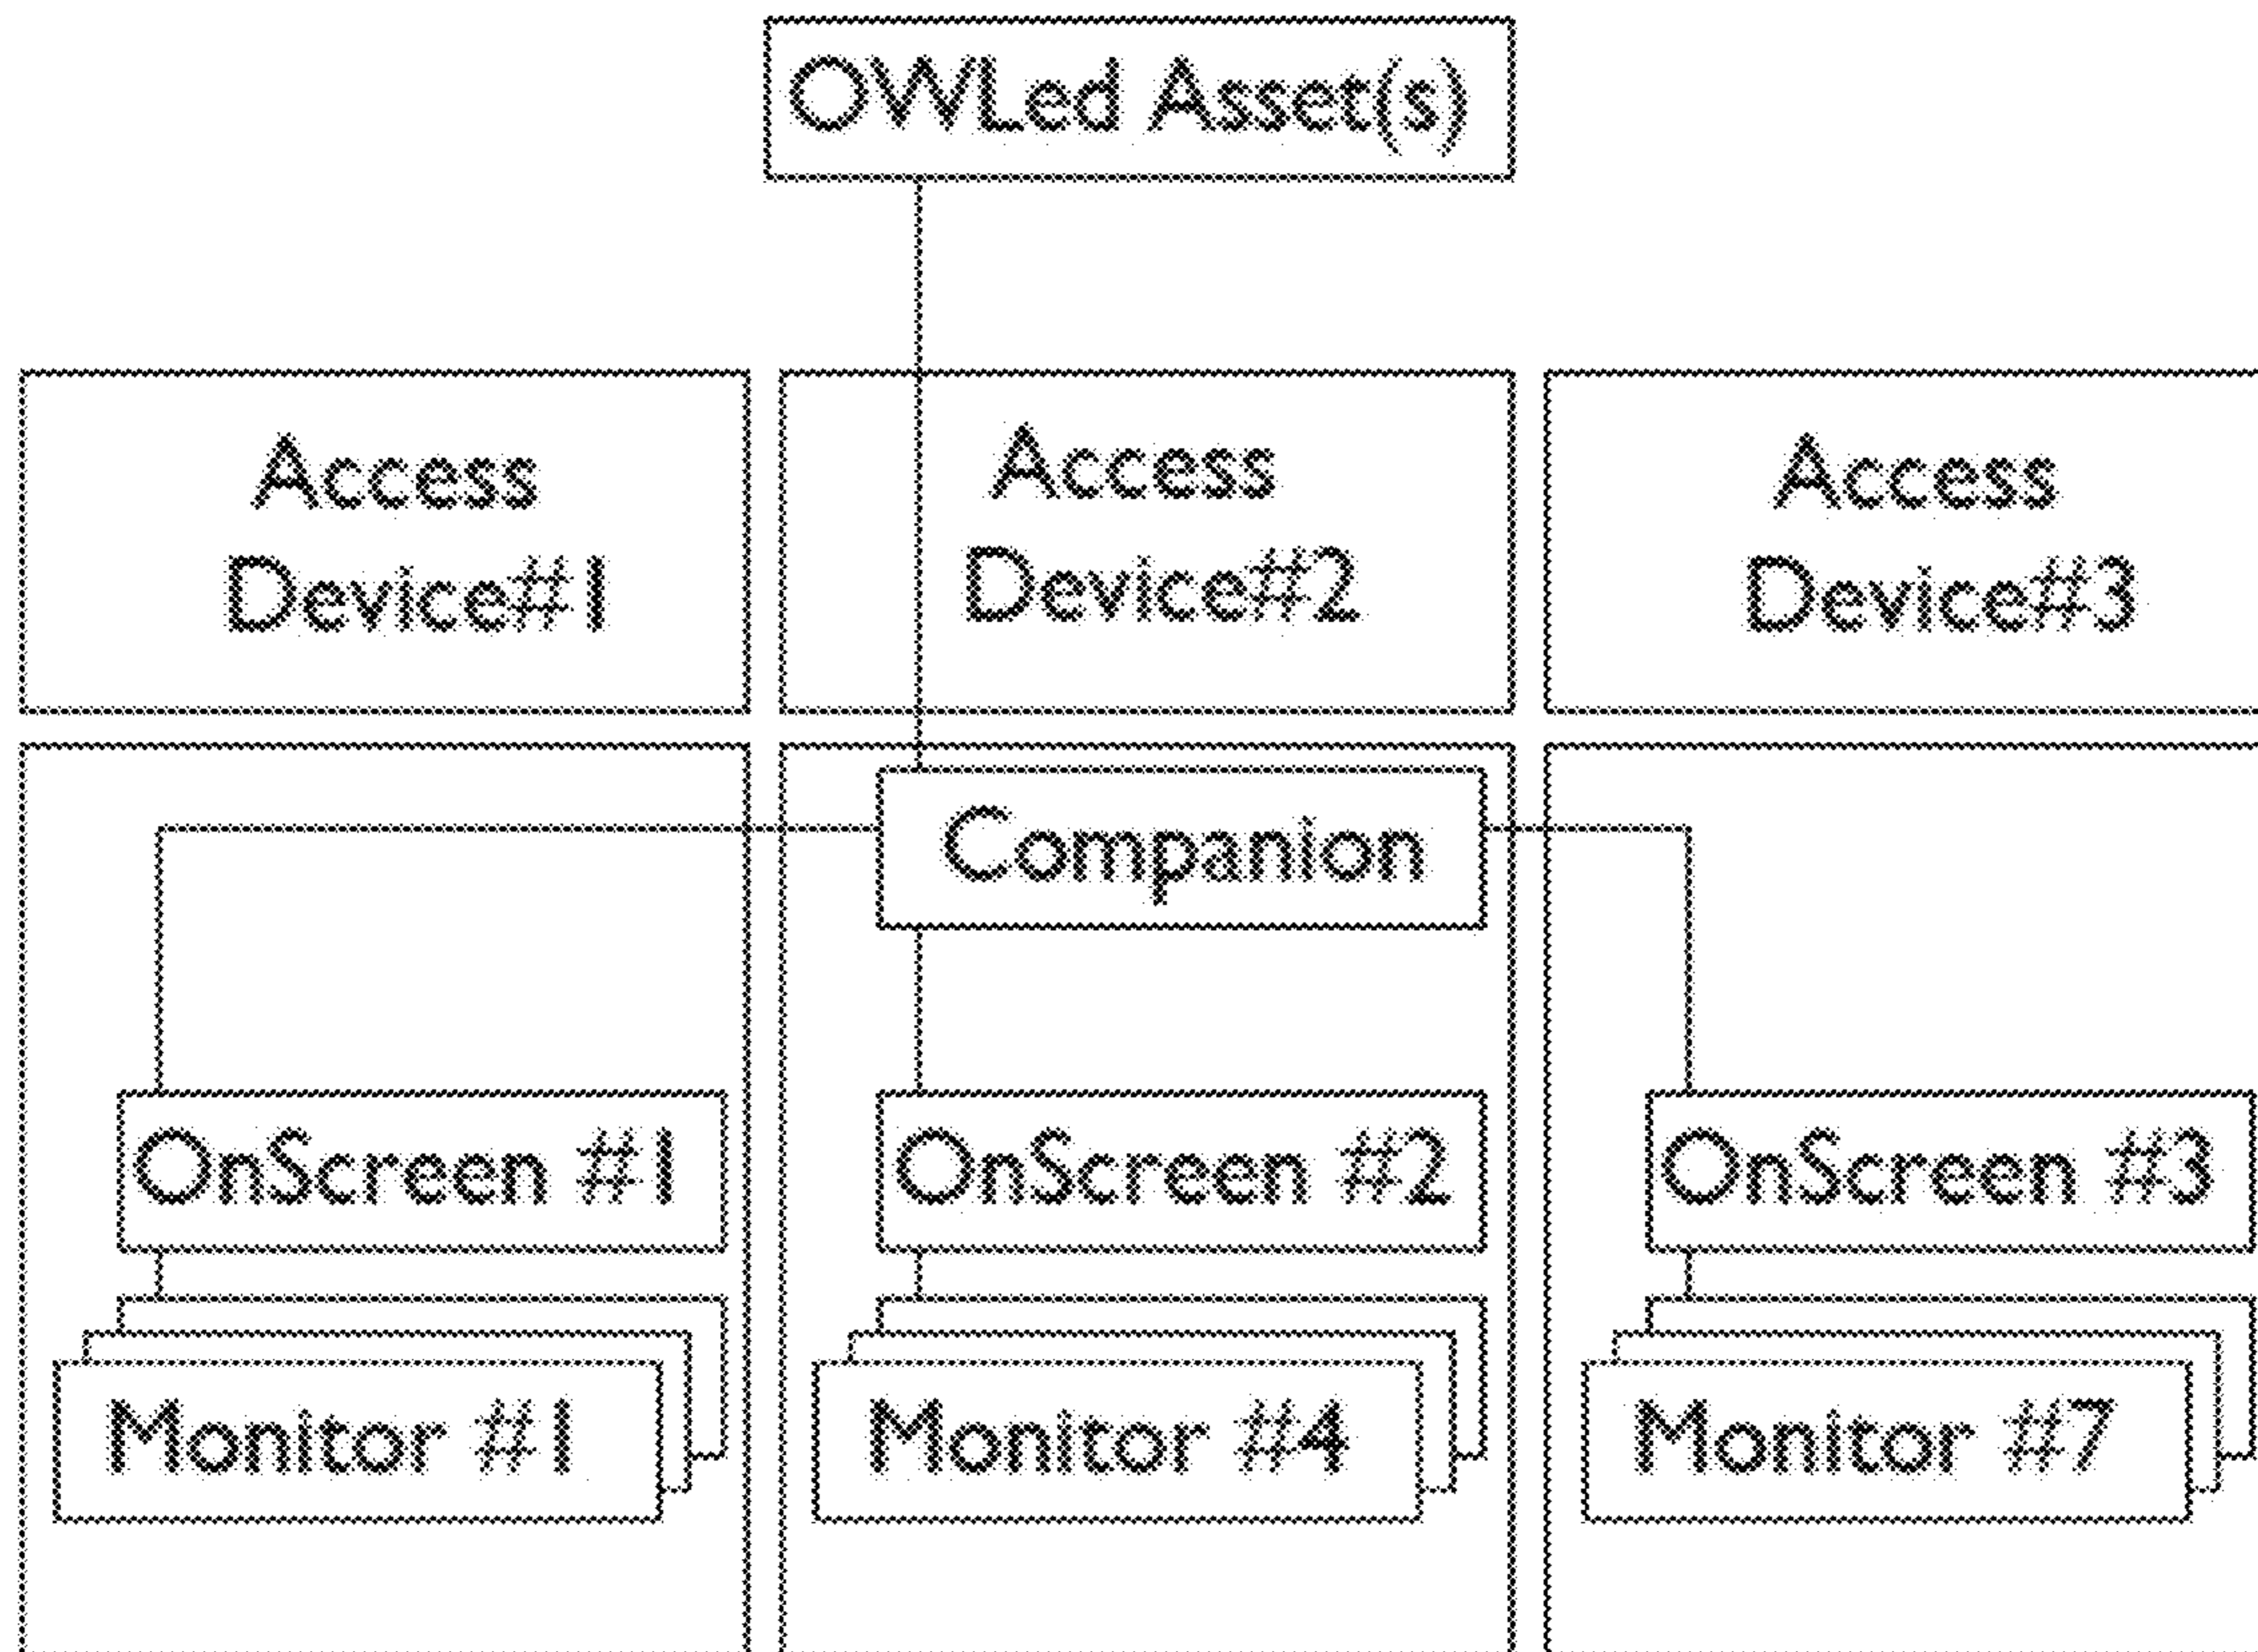 OWLed Asset(s)
Access
Device#1
Access
Device#2
Access
Device#3
Companion
OnScreen #1
OnScreen #2
OnScreen #3
Monitor #1
Monitor #4
Monitor #7